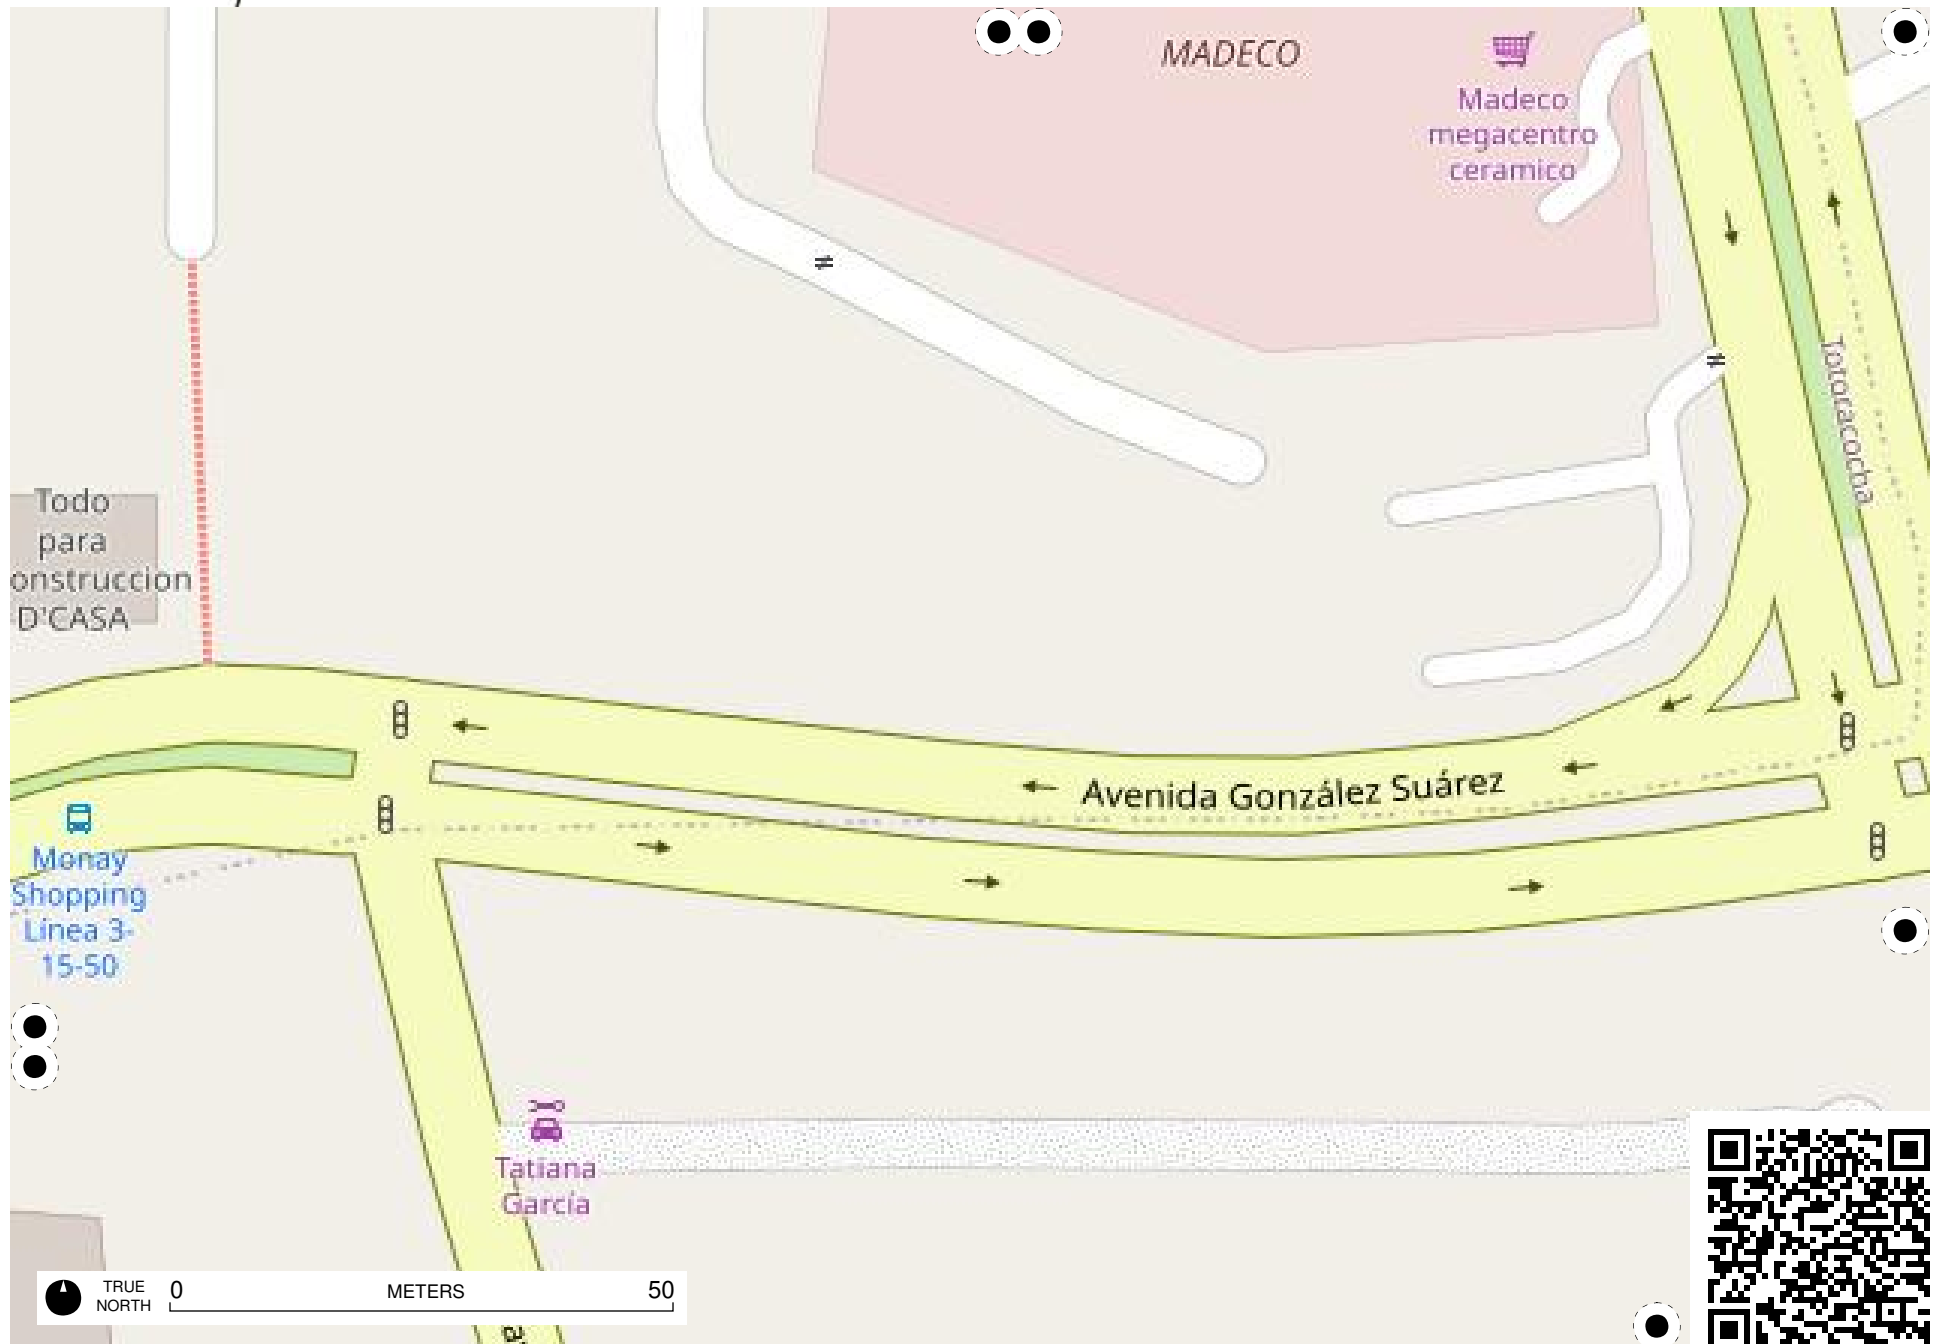 MADECO
Madeco
megacentro
ceramico
Totoracocha
Todo
para
onstruccion
D'CASA
Avenida González Suárez
Monay
Shopping
Línea 3-
15-50
Tatiana
García
TRUE
NORTH
0 METERS 50